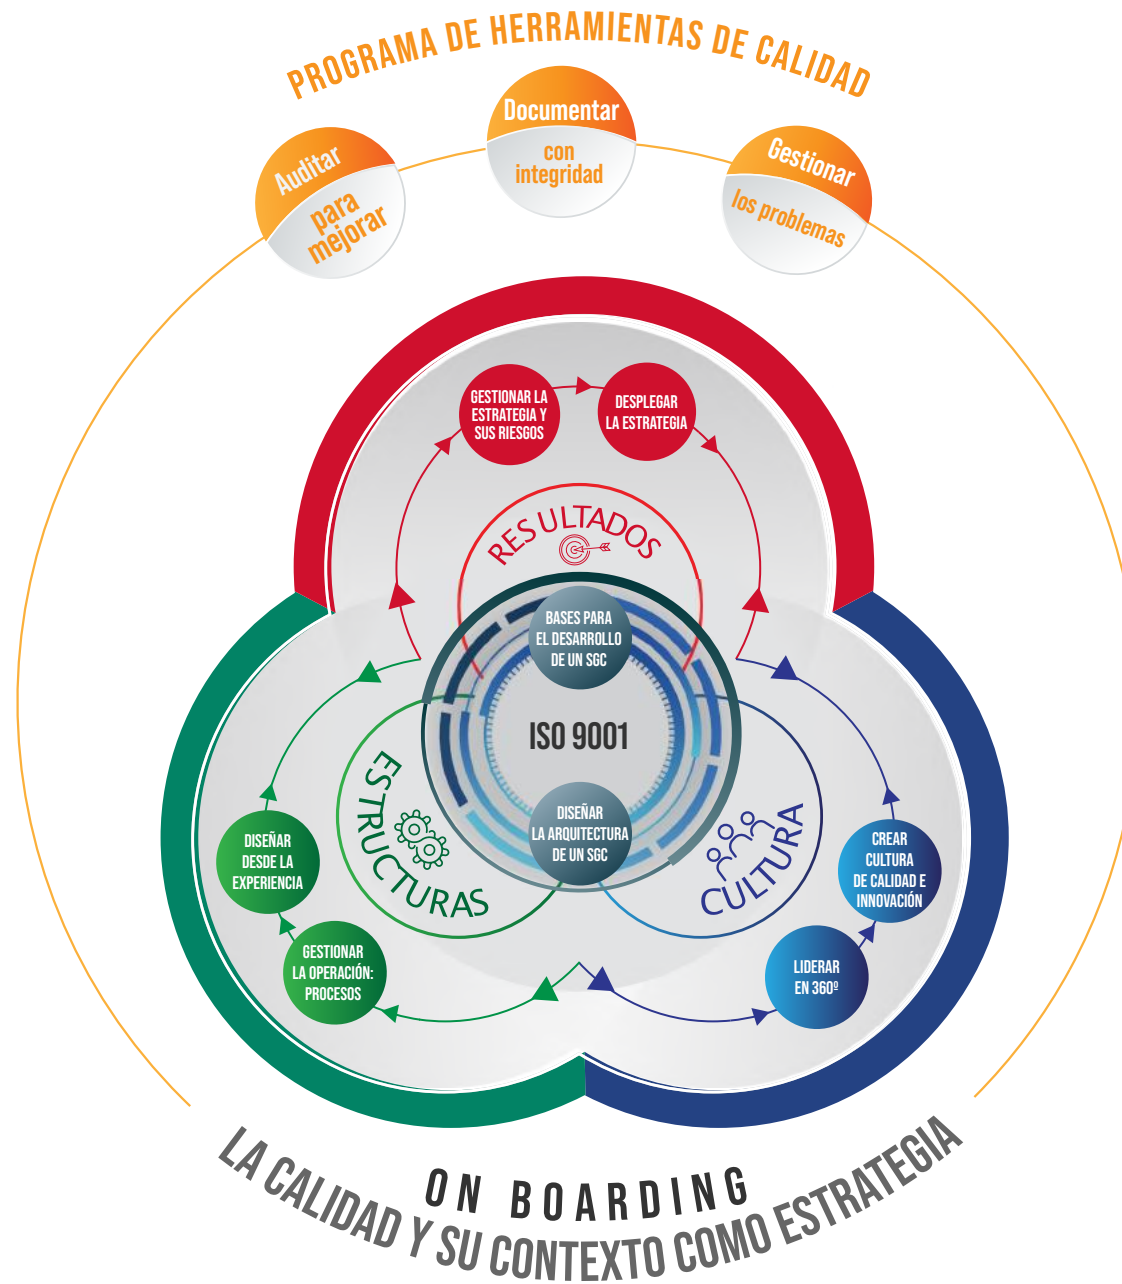 PROGRAMA DE HERRAMIENTAS DE CALIDAD
Auditar
para
mejorar
Documentar
con
integridad
Gestionar
los problemas
GESTIONAR LA
ESTRATEGIA Y
SUS RIESGOS
DESPLEGAR
LA ESTRATEGIA
RESULTADOS
BASES PARA
EL DESARROLLO
DE UN SGC
ISO 9001
DISEÑAR
LA ARQUITECTURA
DE UN SGC
ESTRUCTURAS
CULTURA
DISEÑAR
DESDE LA
EXPERIENCIA
GESTIONAR
LA OPERACIÓN:
PROCESOS
CREAR
CULTURA
DE CALIDAD E
INNOVACIÓN
LIDERAR
EN 360º
ON BOARDING
LA CALIDAD Y SU CONTEXTO COMO ESTRATEGIA